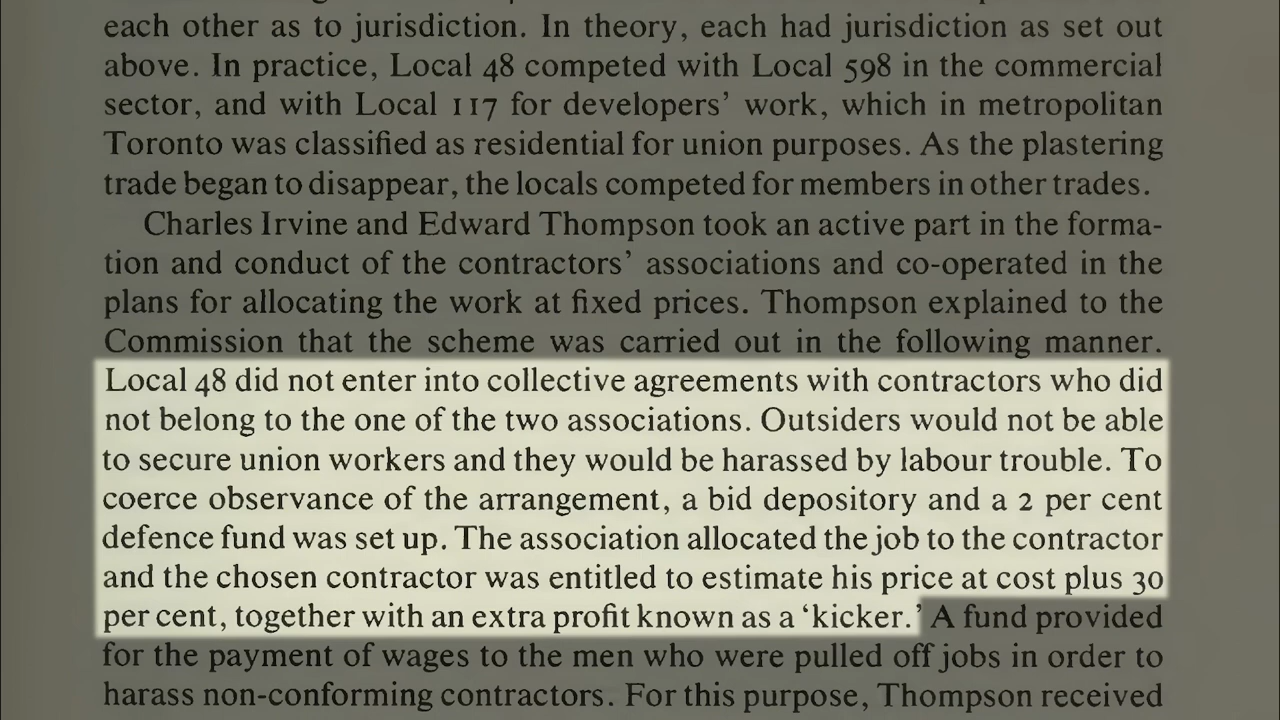 each other as to jurisdiction. In theory, each had jurisdiction as set out
above. In practice, Local 48 competed with Local 598 in the commercial
sector, and with Local 117 for developers' work, which in metropolitan
Toronto was classified as residential for union purposes. As the plastering
trade began to disappear, the locals competed for members in other trades.
Charles Irvine and Edward Thompson took an active part in the forma-
tion and conduct of the contractors' associations and co-operated in the
plans for allocating the work at fixed prices. Thompson explained to the
Commission that the scheme was carried out in the following manner.
Local 48 did not enter into collective agreements with contractors who did
not belong to the one of the two associations. Outsiders would not be able
to secure union workers and they would be harassed by labour trouble. To
coerce observance of the arrangement, a bid depository and a 2 per cent
defence fund was set up. The association allocated the job to the contractor
and the chosen contractor was entitled to estimate his price at cost plus 30
per cent, together with an extra profit known as a 'kicker.' A fund provided
for the payment of wages to the men who were pulled off jobs in order to
harass non-conforming contractors. For this purpose, Thompson received